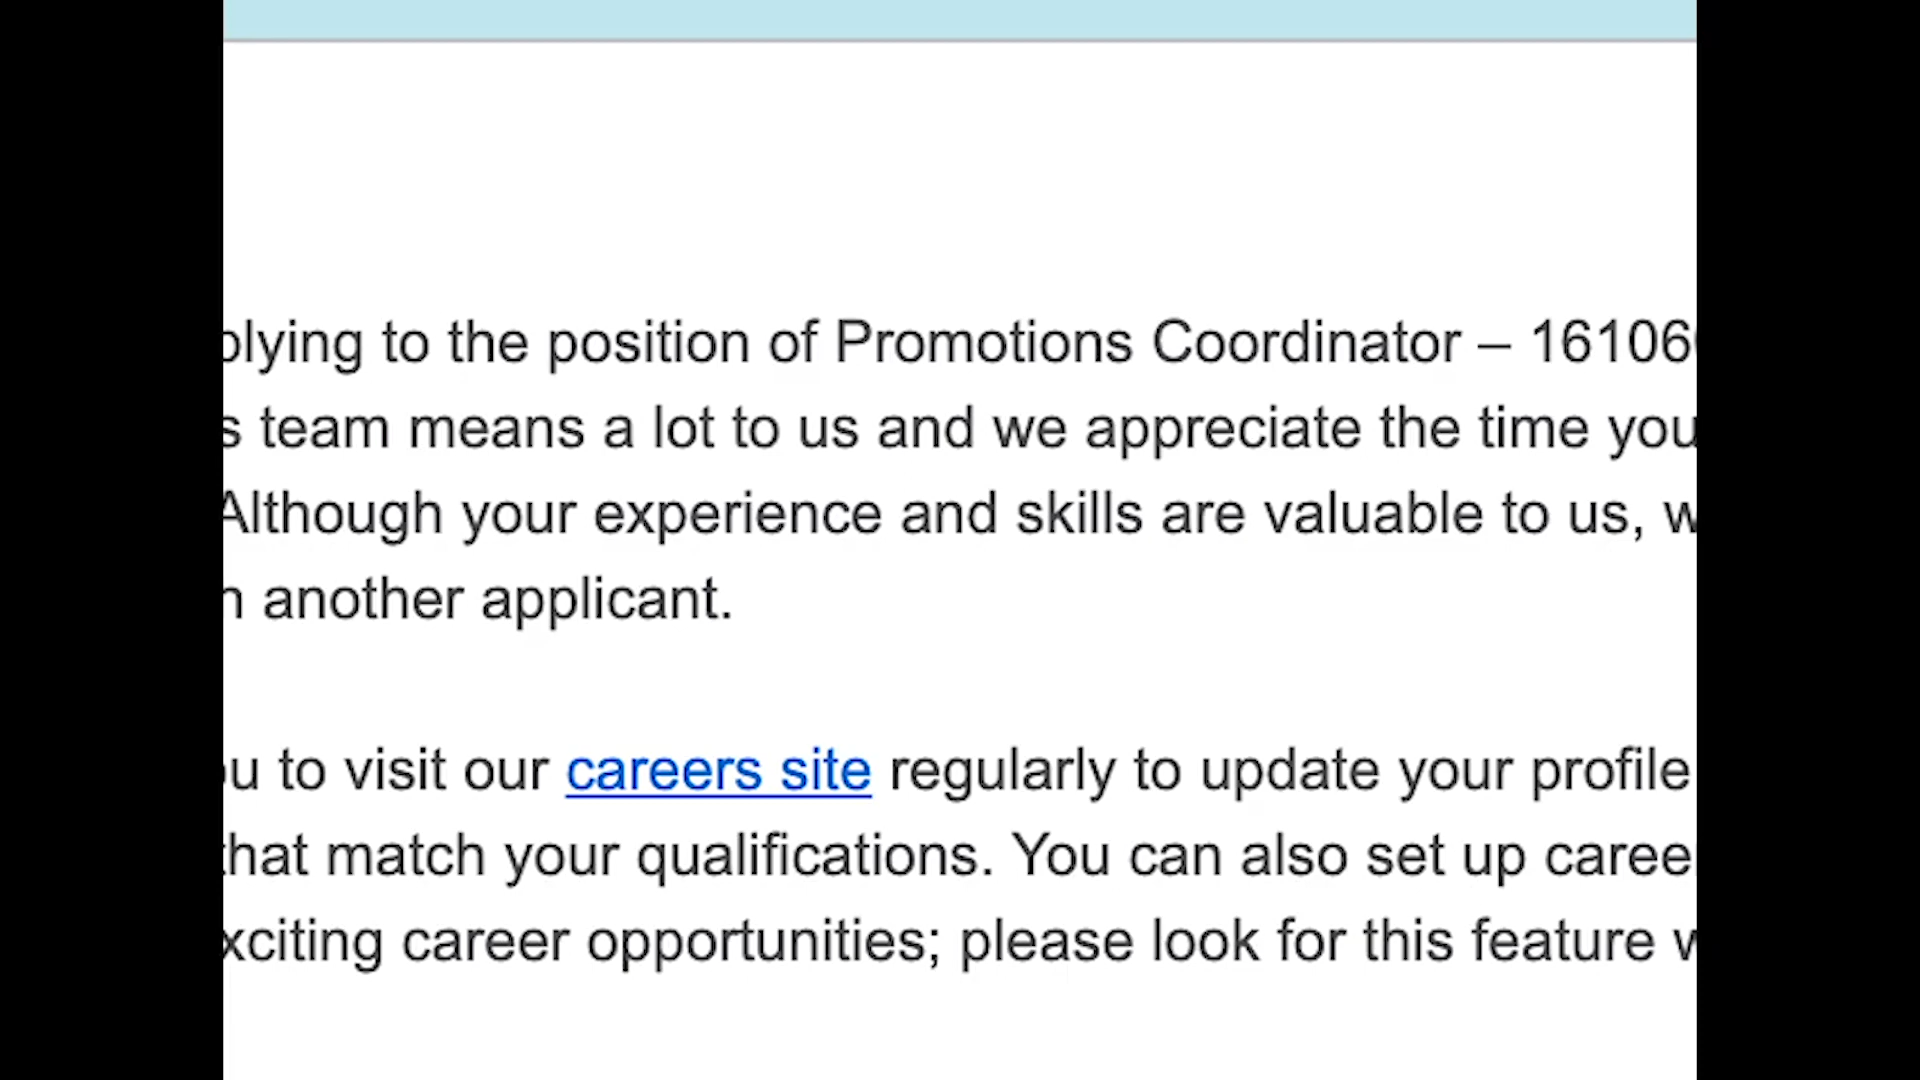 plying to the position of Promotions Coordinator – 16106
s team means a lot to us and we appreciate the time you
Although your experience and skills are valuable to us, w
n another applicant.
u to visit our careers site regularly to update your profile
that match your qualifications. You can also set up caree
xciting career opportunities; please look for this feature w